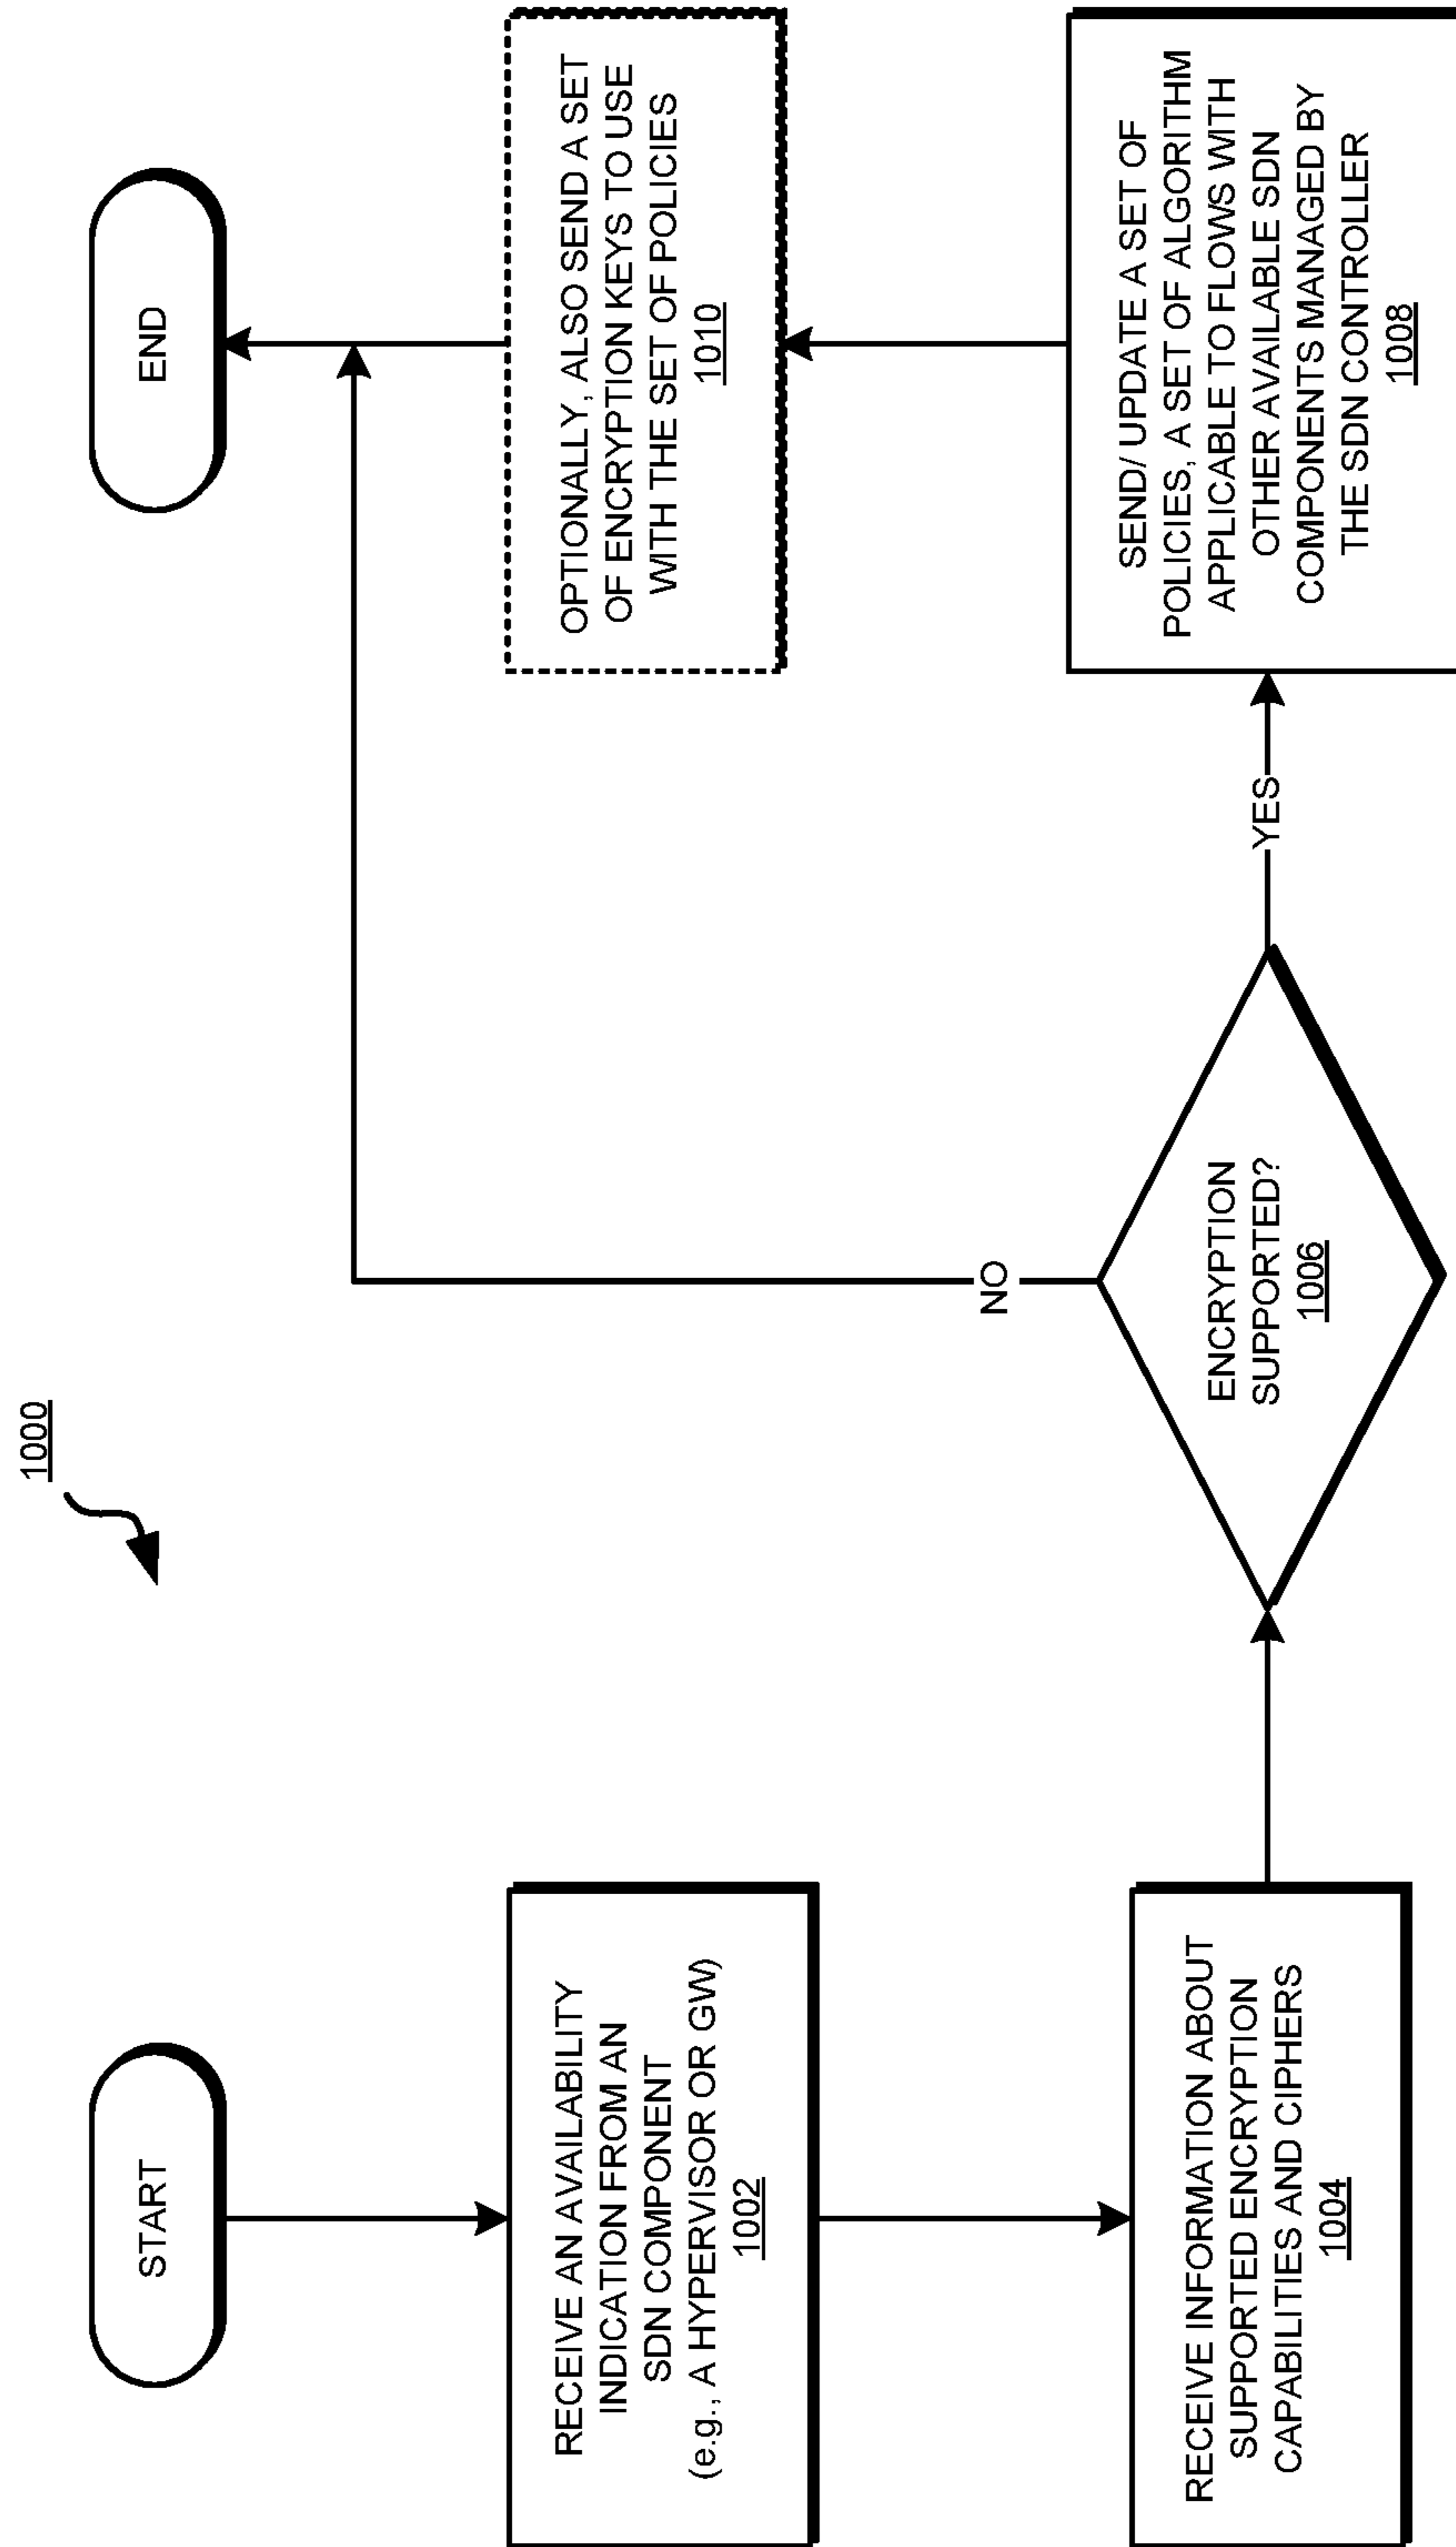 1000
START
RECEIVE AN AVAILABILITY
INDICATION FROM AN
SDN COMPONENT
(e.g., A HYPERVISOR OR GW)
1002
RECEIVE INFORMATION ABOUT
SUPPORTED ENCRYPTION
CAPABILITIES AND CIPHERS
1004
ENCRYPTION
SUPPORTED?
1006
NO
YES
SEND/ UPDATE A SET OF
POLICIES, A SET OF ALGORITHM
APPLICABLE TO FLOWS WITH
OTHER AVAILABLE SDN
COMPONENTS MANAGED BY
THE SDN CONTROLLER
1008
OPTIONALLY, ALSO SEND A SET
OF ENCRYPTION KEYS TO USE
WITH THE SET OF POLICIES
1010
END